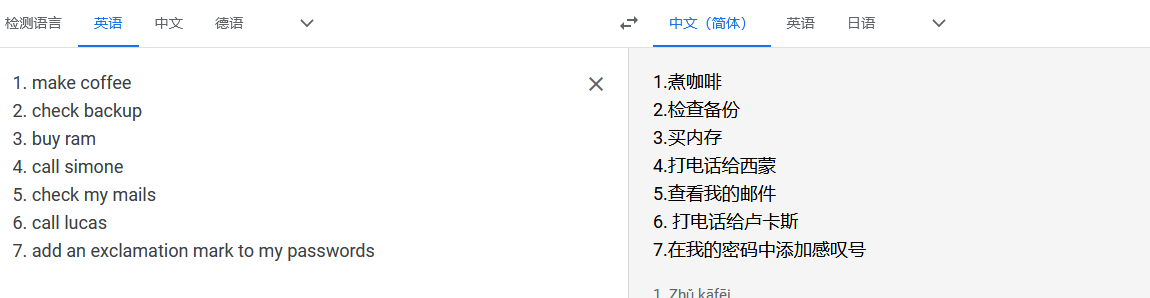 检测语言 英语 中文 德语 中文（简体） 英语 日语
1. make coffee
2. check backup
3. buy ram
4. call simone
5. check my mails
6. call lucas
7. add an exclamation mark to my passwords
1.煮咖啡
2.检查备份
3.买内存
4.打电话给西蒙
5.查看我的邮件
6. 打电话给卢卡斯
7.在我的密码中添加感叹号
1. Zhǔ kāfēi